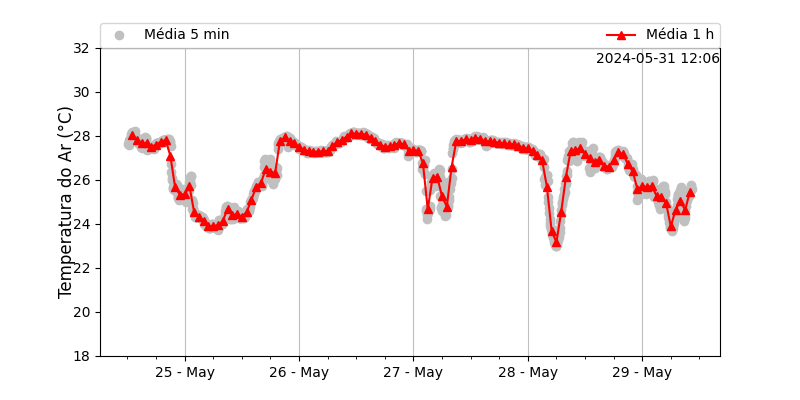 Média 5 min
Média 1 h
2024-05-31 12:06
Temperatura do Ar (°C)
32
30
28
26
24
22
20
18
25 - May
26 - May
27 - May
28 - May
29 - May